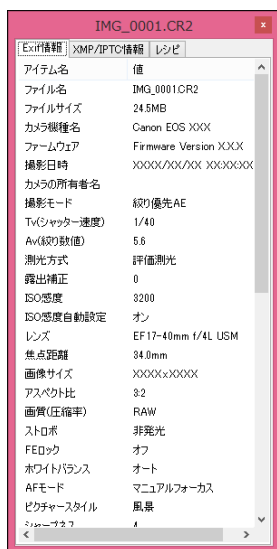 IMG_0001.CR2
x
Exif情報 XMP/IPTC情報 レシピ
アイテム名 値
ファイル名 IMG_0001.CR2
ファイルサイズ 24.5MB
カメラ機種名 Canon EOS XXX
ファームウェア Firmware Version X.X.X
撮影日時 XXXX/XX/XX XX:XX:XX
カメラの所有者名
撮影モード 絞り優先AE
Tv(シャッター速度) 1/40
Av(絞り数値) 5.6
測光方式 評価測光
露出補正 0
ISO感度 3200
ISO感度自動設定 オン
レンズ EF17-40mm f/4L USM
焦点距離 34.0mm
画像サイズ XXXXxXXXX
アスペクト比 3:2
画質(圧縮率) RAW
ストロボ 非発光
FEロック オフ
ホワイトバランス オート
AFモード マニュアルフォーカス
ピクチャースタイル 風景
シャープネス 4